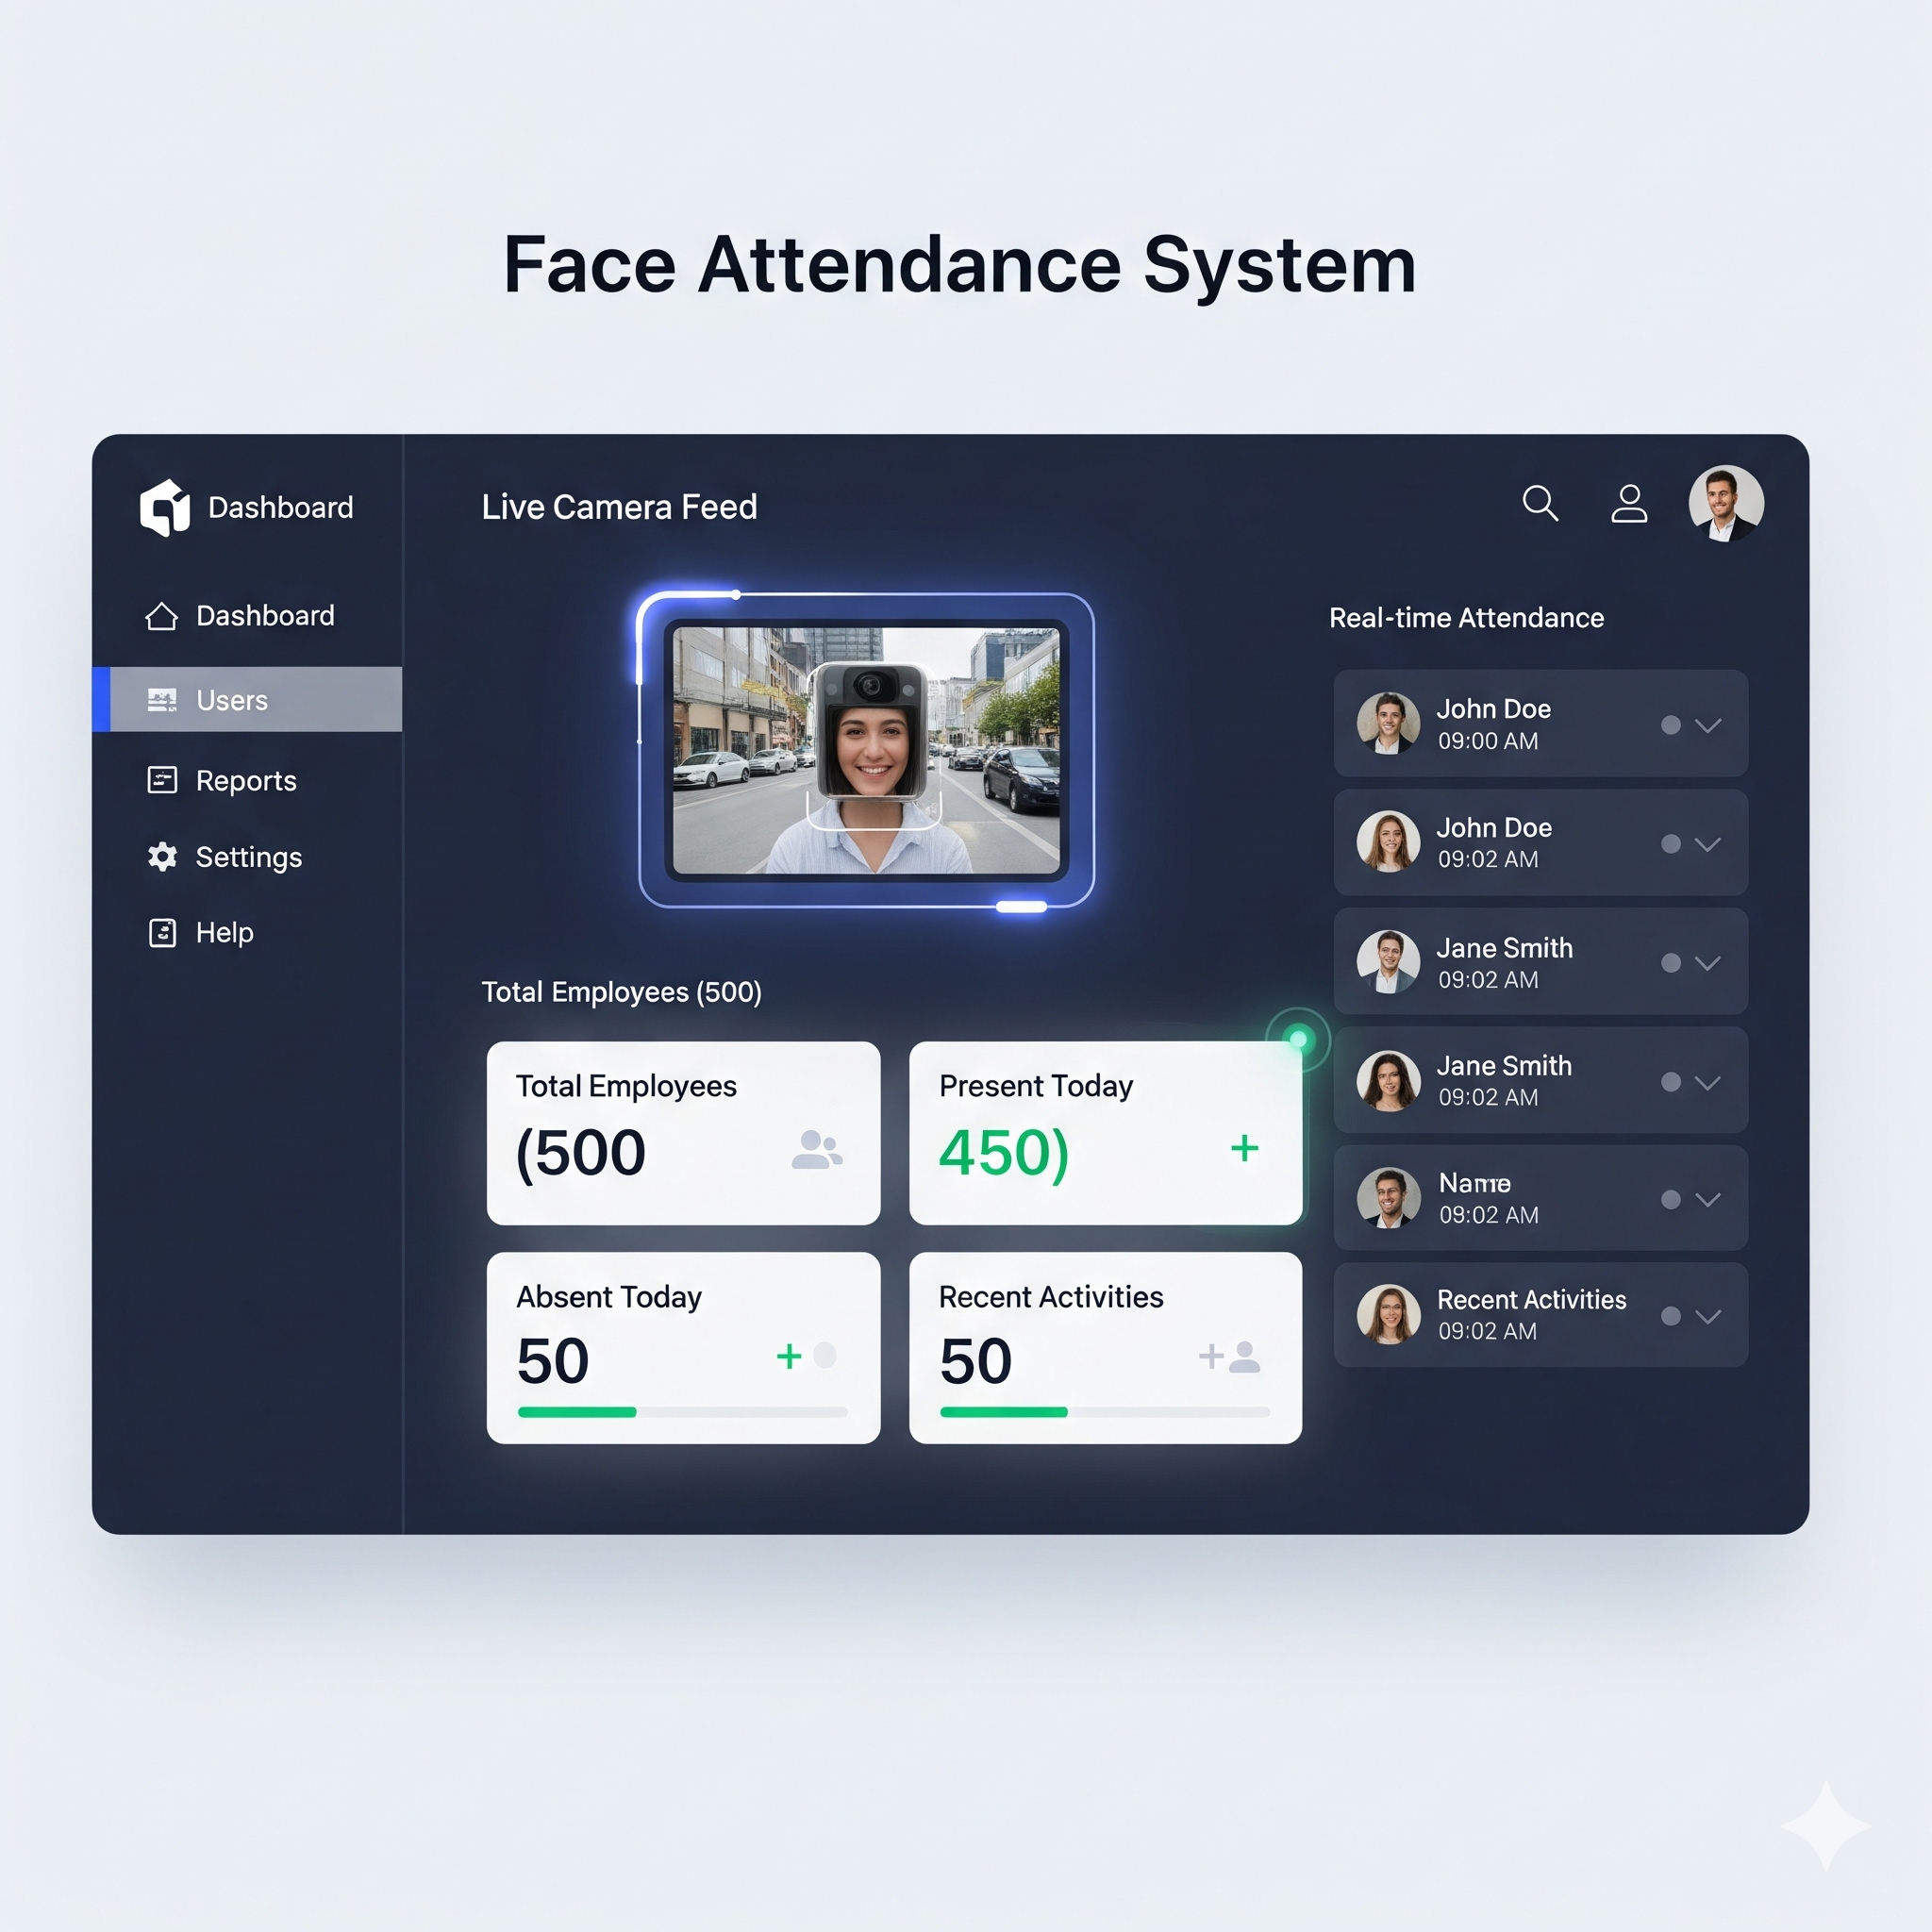 Face Attendance System
Dashboard
Dashboard
Users
Reports
Settings
Help
Live Camera Feed
Total Employees (500)
Total Employees
(500
Present Today
450)
Absent Today
50
Recent Activities
50
Real-time Attendance
John Doe
09:00 AM
John Doe
09:02 AM
Jane Smith
09:02 AM
Jane Smith
09:02 AM
Name
09:02 AM
Recent Activities
09:02 AM